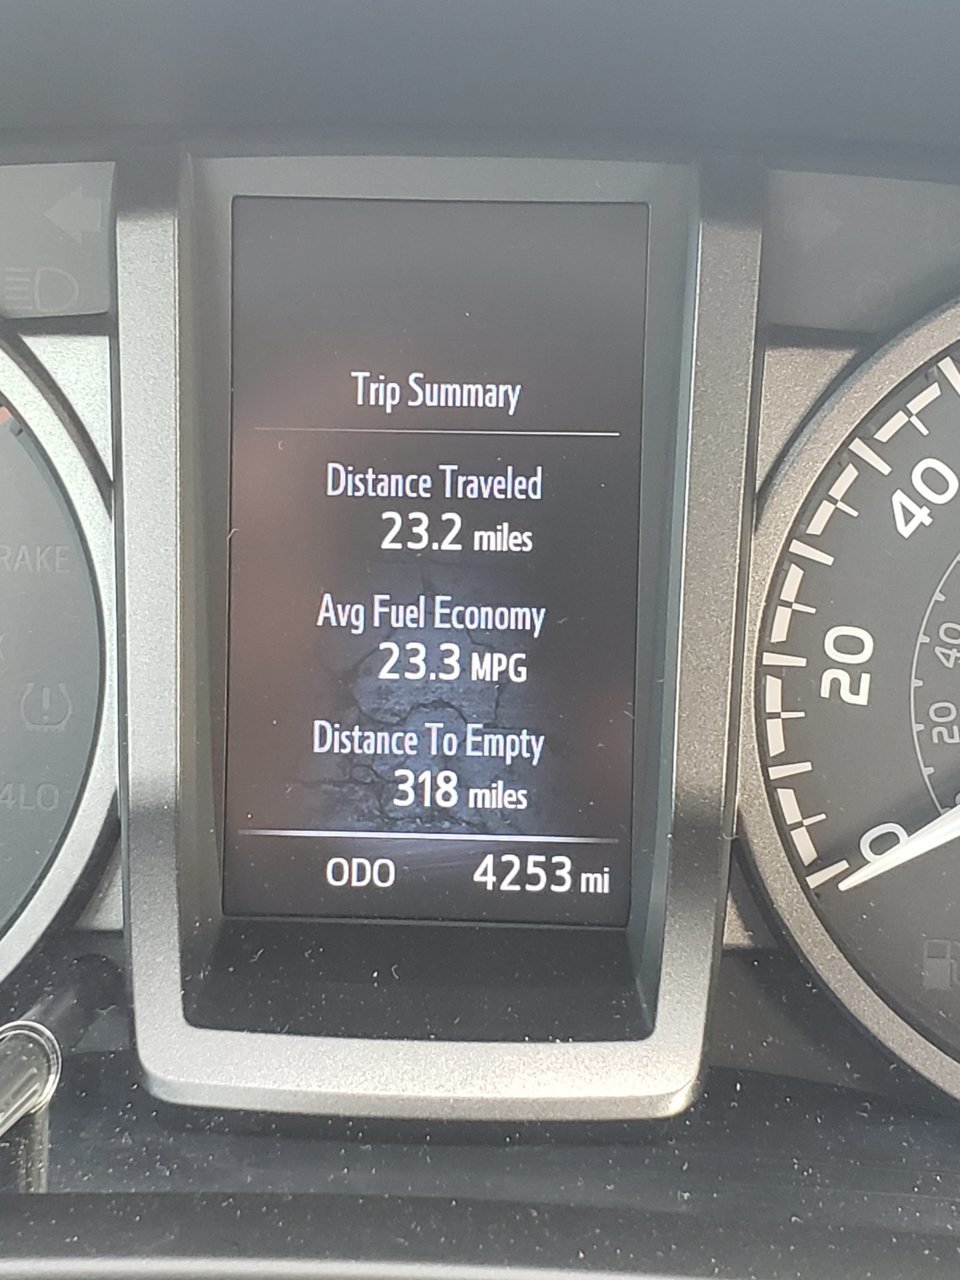 Trip Summary
Distance Traveled
23.2 miles
Avg Fuel Economy
23.3 MPG
Distance To Empty
318 miles
ODO 4253 mi
RAKE
4LO
40
20
0
40
20